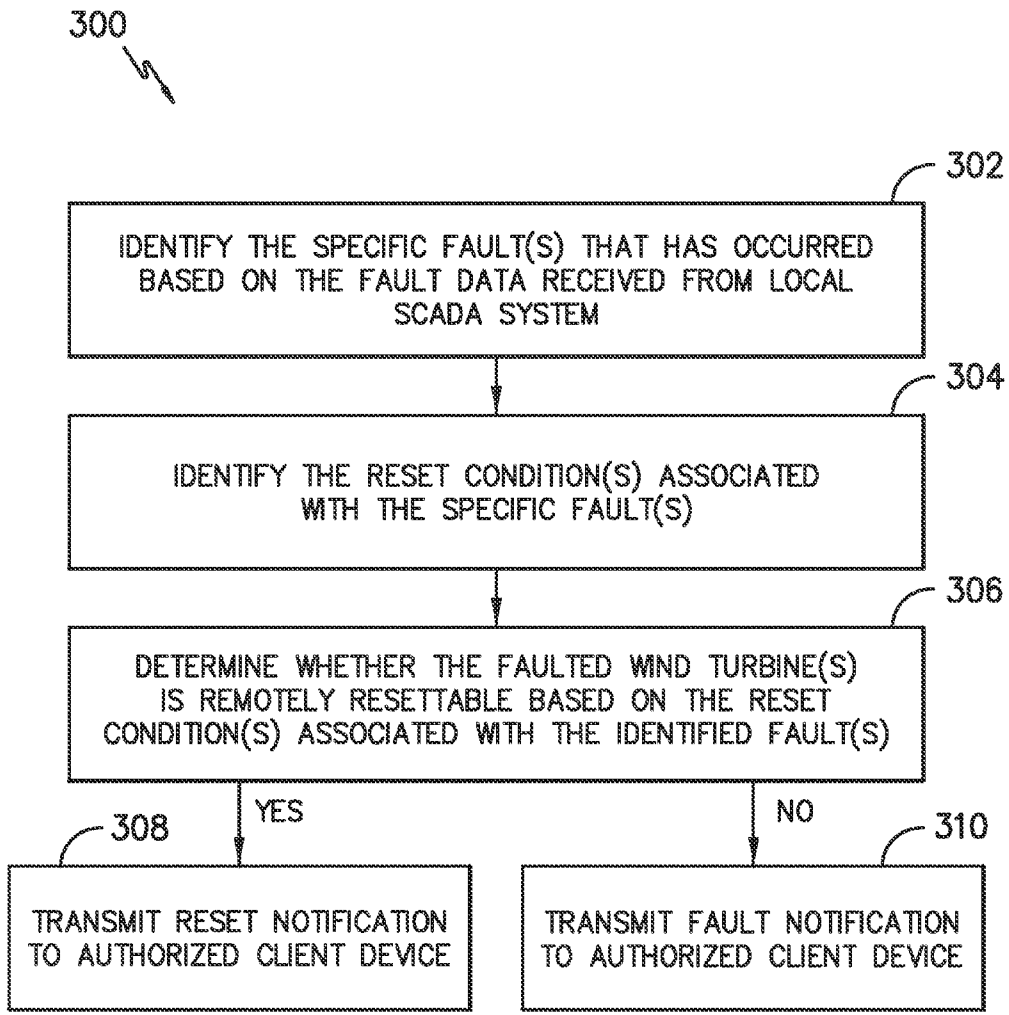 300
302
IDENTIFY THE SPECIFIC FAULT(S) THAT HAS OCCURRED
BASED ON THE FAULT DATA RECEIVED FROM LOCAL
SCADA SYSTEM
304
IDENTIFY THE RESET CONDITION(S) ASSOCIATED
WITH THE SPECIFIC FAULT(S)
306
DETERMINE WHETHER THE FAULTED WIND TURBINE(S)
IS REMOTELY RESETTABLE BASED ON THE RESET
CONDITION(S) ASSOCIATED WITH THE IDENTIFIED FAULT(S)
YES
NO
308
310
TRANSMIT RESET NOTIFICATION
TO AUTHORIZED CLIENT DEVICE
TRANSMIT FAULT NOTIFICATION
TO AUTHORIZED CLIENT DEVICE